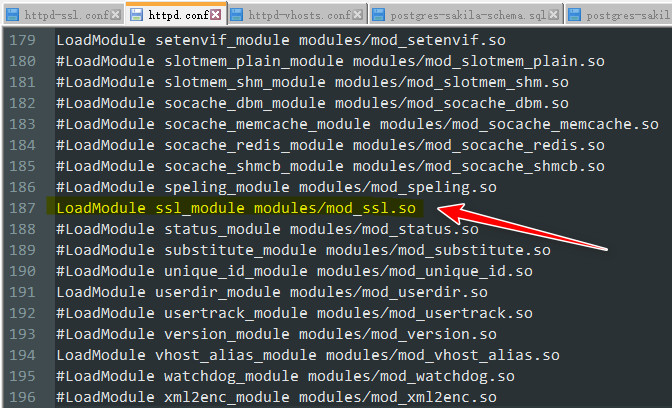 httpd-ssl.conf httpd.conf httpd-vhosts.conf postgres-sakila-schema.sql postgres-sakil
179 LoadModule setenvif_module modules/mod_setenvif.so
180 #LoadModule slotmem_plain_module modules/mod_slotmem_plain.so
181 #LoadModule slotmem_shm_module modules/mod_slotmem_shm.so
182 #LoadModule socache_dbm_module modules/mod_socache_dbm.so
183 #LoadModule socache_memcache_module modules/mod_socache_memcache.so
184 #LoadModule socache_redis_module modules/mod_socache_redis.so
185 #LoadModule socache_shmcb_module modules/mod_socache_shmcb.so
186 #LoadModule speling_module modules/mod_speling.so
187 LoadModule ssl_module modules/mod_ssl.so
188 #LoadModule status_module modules/mod_status.so
189 #LoadModule substitute_module modules/mod_substitute.so
190 #LoadModule unique_id_module modules/mod_unique_id.so
191 LoadModule userdir_module modules/mod_userdir.so
192 #LoadModule usertrack_module modules/mod_usertrack.so
193 #LoadModule version_module modules/mod_version.so
194 LoadModule vhost_alias_module modules/mod_vhost_alias.so
195 #LoadModule watchdog_module modules/mod_watchdog.so
196 #LoadModule xml2enc_module modules/mod_xml2enc.so